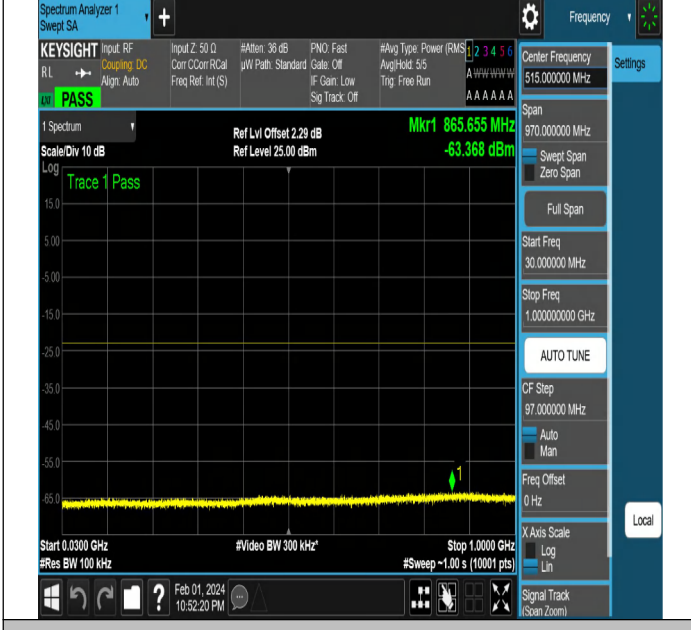 Spectrum Analyzer 1
Swept SA
+
Frequency
KEYSIGHT
RL
LXI
PASS
Input: RF
Coupling: DC
Align: Auto
Input Z: 50 Ω
Corr CCorr RCal
Freq Ref: Int (S)
#Atten: 36 dB
µW Path: Standard
PNO: Fast
Gate: Off
IF Gain: Low
Sig Track: Off
#Avg Type: Power (RMS
Avg|Hold: 5/5
Trig: Free Run
1 2 3 4 5 6
A W W W W W
A A A A A A
1 Spectrum
Scale/Div 10 dB
Ref Lvl Offset 2.29 dB
Ref Level 25.00 dBm
Mkr1 865.655 MHz
-63.368 dBm
Log
Trace 1 Pass
15.0
5.00
-5.00
-15.0
-25.0
-35.0
-45.0
-55.0
-65.0
1
Start 0.0300 GHz
#Res BW 100 kHz
#Video BW 300 kHz*
Stop 1.0000 GHz
#Sweep ~1.00 s (10001 pts)
?
Feb 01, 2024
10:52:20 PM
Center Frequency
515.000000 MHz
Span
970.000000 MHz
Swept Span
Zero Span
Full Span
Start Freq
30.000000 MHz
Stop Freq
1.000000000 GHz
AUTO TUNE
CF Step
97.000000 MHz
Auto
Man
Freq Offset
0 Hz
X Axis Scale
Log
Lin
Signal Track
(Span Zoom)
Settings
Local